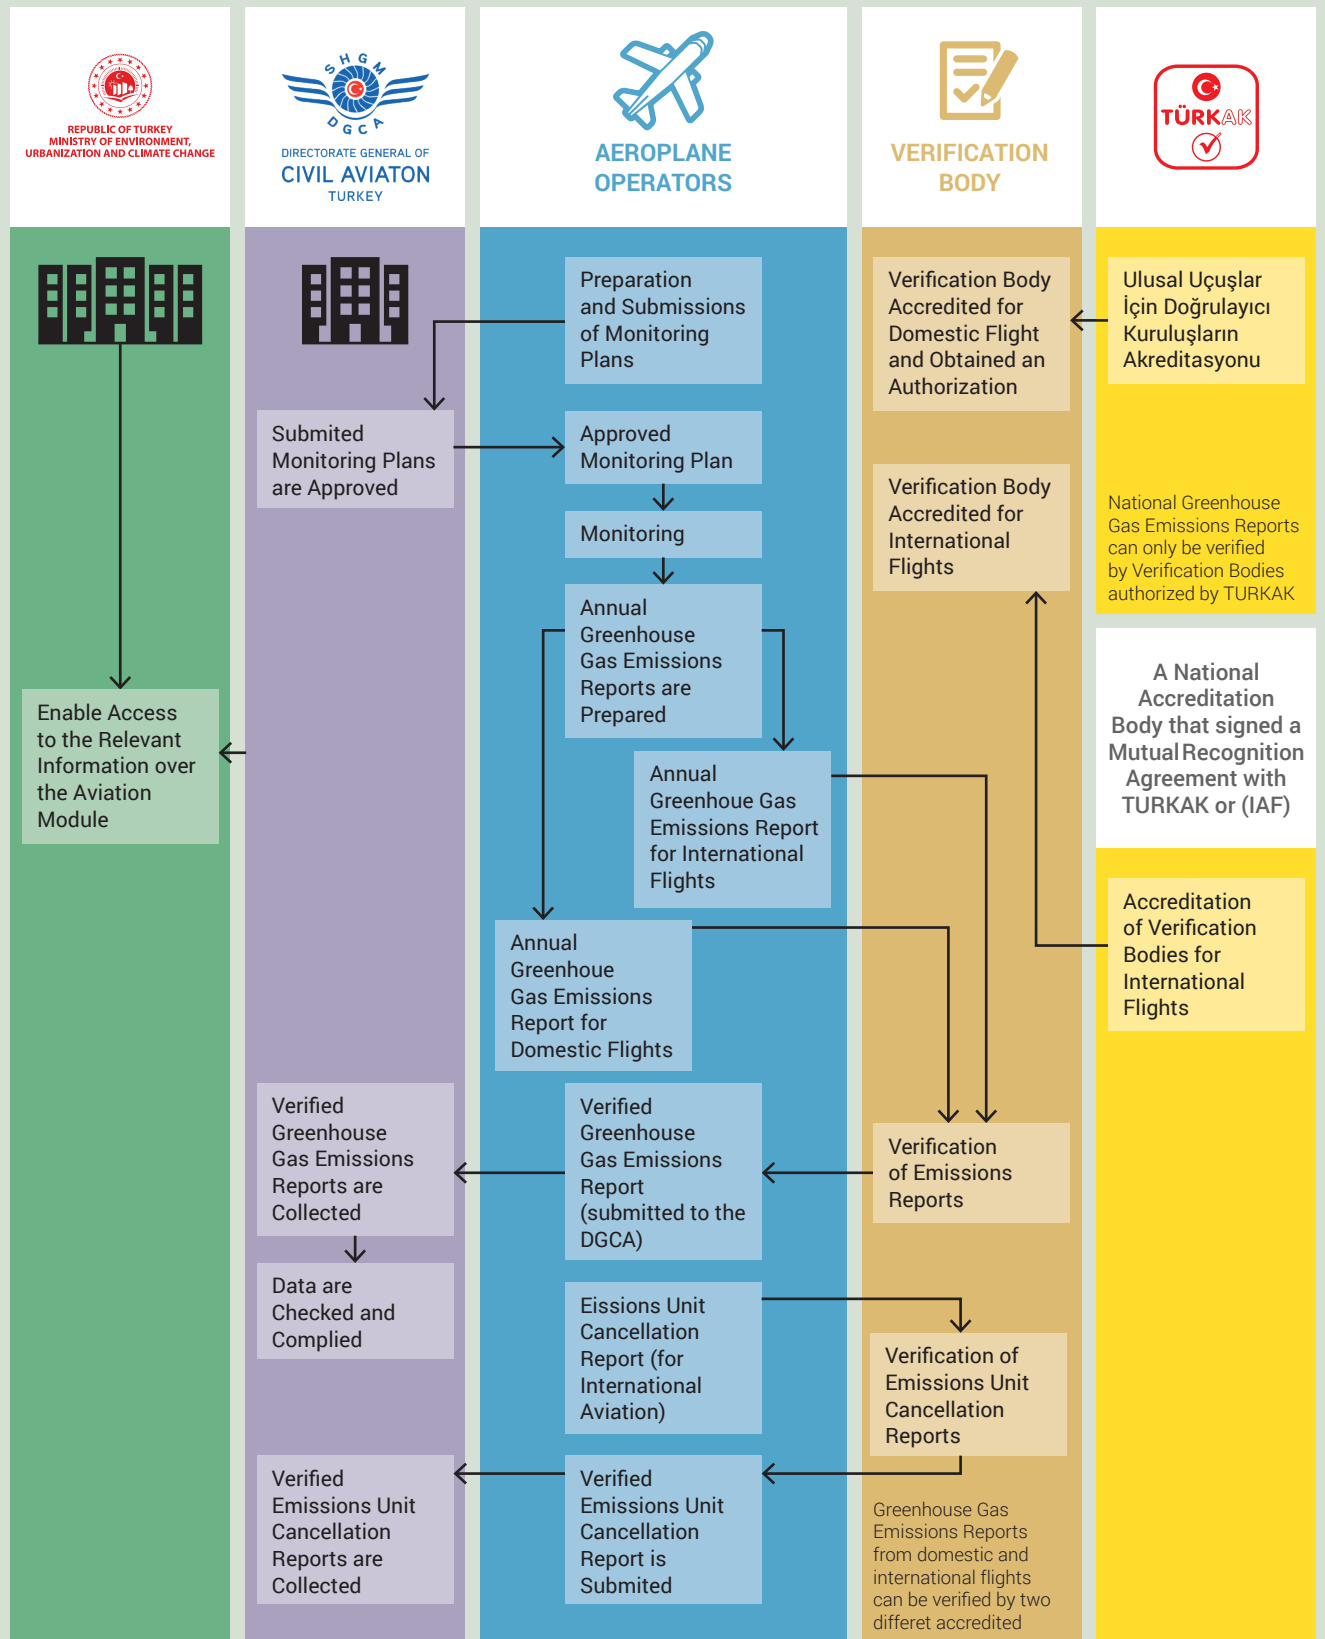 REPUBLIC OF TURKEY
MINISTRY OF ENVIRONMENT,
URBANIZATION AND CLIMATE CHANGE
SHGM
DGCA
DIRECTORATE GENERAL OF
CIVIL AVIATON
TURKEY
AEROPLANE
OPERATORS
VERIFICATION
BODY
TÜRKAK
Enable Access
to the Relevant
Information over
the Aviation
Module
Submited
Monitoring Plans
are Approved
Verified
Greenhouse
Gas Emissions
Reports are
Collected
Data are
Checked and
Complied
Verified
Emissions Unit
Cancellation
Reports are
Collected
Preparation
and Submissions
of Monitoring
Plans
Approved
Monitoring Plan
Monitoring
Annual
Greenhouse
Gas Emissions
Reports are
Prepared
Annual
Greenhoue Gas
Emissions Report
for International
Flights
Annual
Greenhoue
Gas Emissions
Report for
Domestic Flights
Verified
Greenhouse
Gas Emissions
Report
(submitted to the
DGCA)
Eissions Unit
Cancellation
Report (for
International
Aviation)
Verified
Emissions Unit
Cancellation
Report is
Submited
Verification Body
Accredited for
Domestic Flight
and Obtained an
Authorization
Verification Body
Accredited for
International
Flights
Verification
of Emissions
Reports
Verification of
Emissions Unit
Cancellation
Reports
Greenhouse Gas
Emissions Reports
from domestic and
international flights
can be verified by two
differet accredited
Ulusal Uçuşlar
İçin Doğrulayıcı
Kuruluşların
Akreditasyonu
National Greenhouse
Gas Emissions Reports
can only be verified
by Verification Bodies
authorized by TURKAK
A National
Accreditation
Body that signed a
Mutual Recognition
Agreement with
TURKAK or (IAF)
Accreditation
of Verification
Bodies for
International
Flights